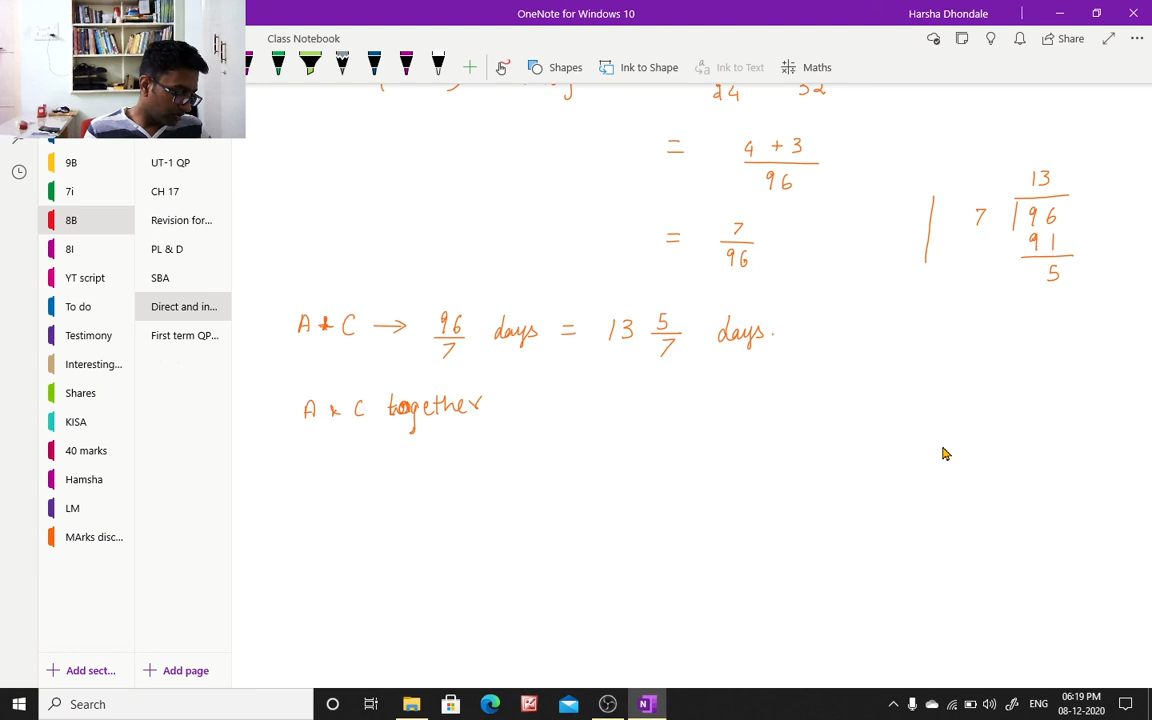 OneNote for Windows 10
Harsha Dhondale
Class Notebook
Share
Shapes
Ink to Shape
Ink to Text
Maths
24 32
= 4 + 3
96
= 7
96
13
7 96
91
5
A & C → 96/7 days = 13 5/7 days.
A & C together
9B
7i
8B
8I
YT script
To do
Testimony
Interesting...
Shares
KISA
40 marks
Hamsha
LM
MArks disc...
UT-1 QP
CH 17
Revision for...
PL & D
SBA
Direct and in...
First term QP...
+ Add sect...
+ Add page
Search
ENG
06:19 PM
08-12-2020